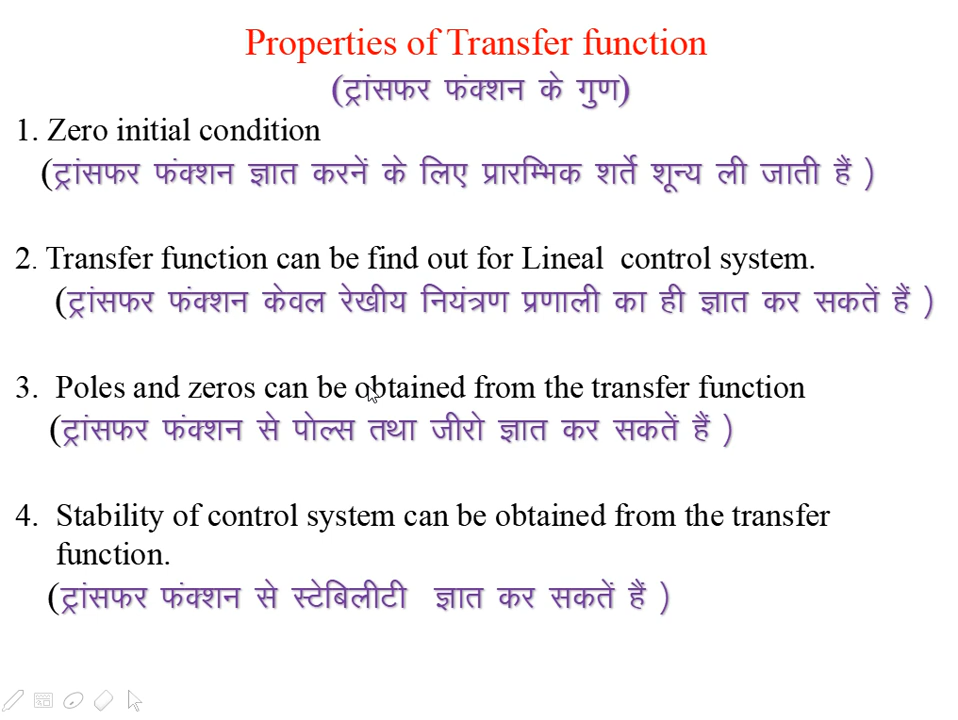 Properties of Transfer function
(ट्रांसफर फंक्शन के गुण)
1. Zero initial condition
(ट्रांसफर फंक्शन ज्ञात करनें के लिए प्रारम्भिक शर्ते शून्य ली जाती हैं )
2. Transfer function can be find out for Lineal control system.
(ट्रांसफर फंक्शन केवल रेखीय नियंत्रण प्रणाली का ही ज्ञात कर सकतें हैं )
3. Poles and zeros can be obtained from the transfer function
(ट्रांसफर फंक्शन से पोल्स तथा जीरो ज्ञात कर सकतें हैं )
4. Stability of control system can be obtained from the transfer
function.
(ट्रांसफर फंक्शन से स्टेबिलीटी ज्ञात कर सकतें हैं )